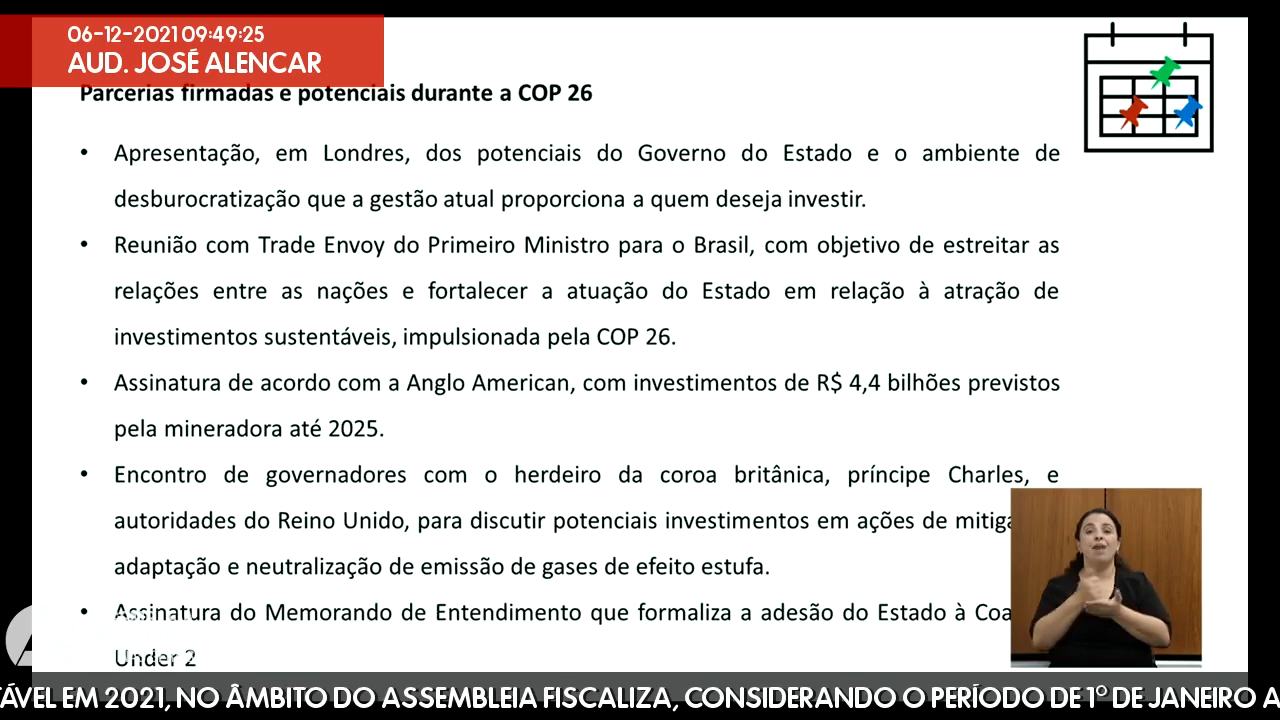 06-12-2021 09:49:25
AUD. JOSÉ ALENCAR
Parcerias firmadas e potenciais durante a COP 26
• Apresentação, em Londres, dos potenciais do Governo do Estado e o ambiente de
desburocratização que a gestão atual proporciona a quem deseja investir.
• Reunião com Trade Envoy do Primeiro Ministro para o Brasil, com objetivo de estreitar as
relações entre as nações e fortalecer a atuação do Estado em relação à atração de
investimentos sustentáveis, impulsionada pela COP 26.
• Assinatura de acordo com a Anglo American, com investimentos de R$ 4,4 bilhões previstos
pela mineradora até 2025.
• Encontro de governadores com o herdeiro da coroa britânica, príncipe Charles, e
autoridades do Reino Unido, para discutir potenciais investimentos em ações de mitiga
adaptação e neutralização de emissão de gases de efeito estufa.
• Assinatura do Memorando de Entendimento que formaliza a adesão do Estado à Coa
Under 2
TÁVEL EM 2021, NO ÂMBITO DO ASSEMBLEIA FISCALIZA, CONSIDERANDO O PERÍODO DE 1º DE JANEIRO A